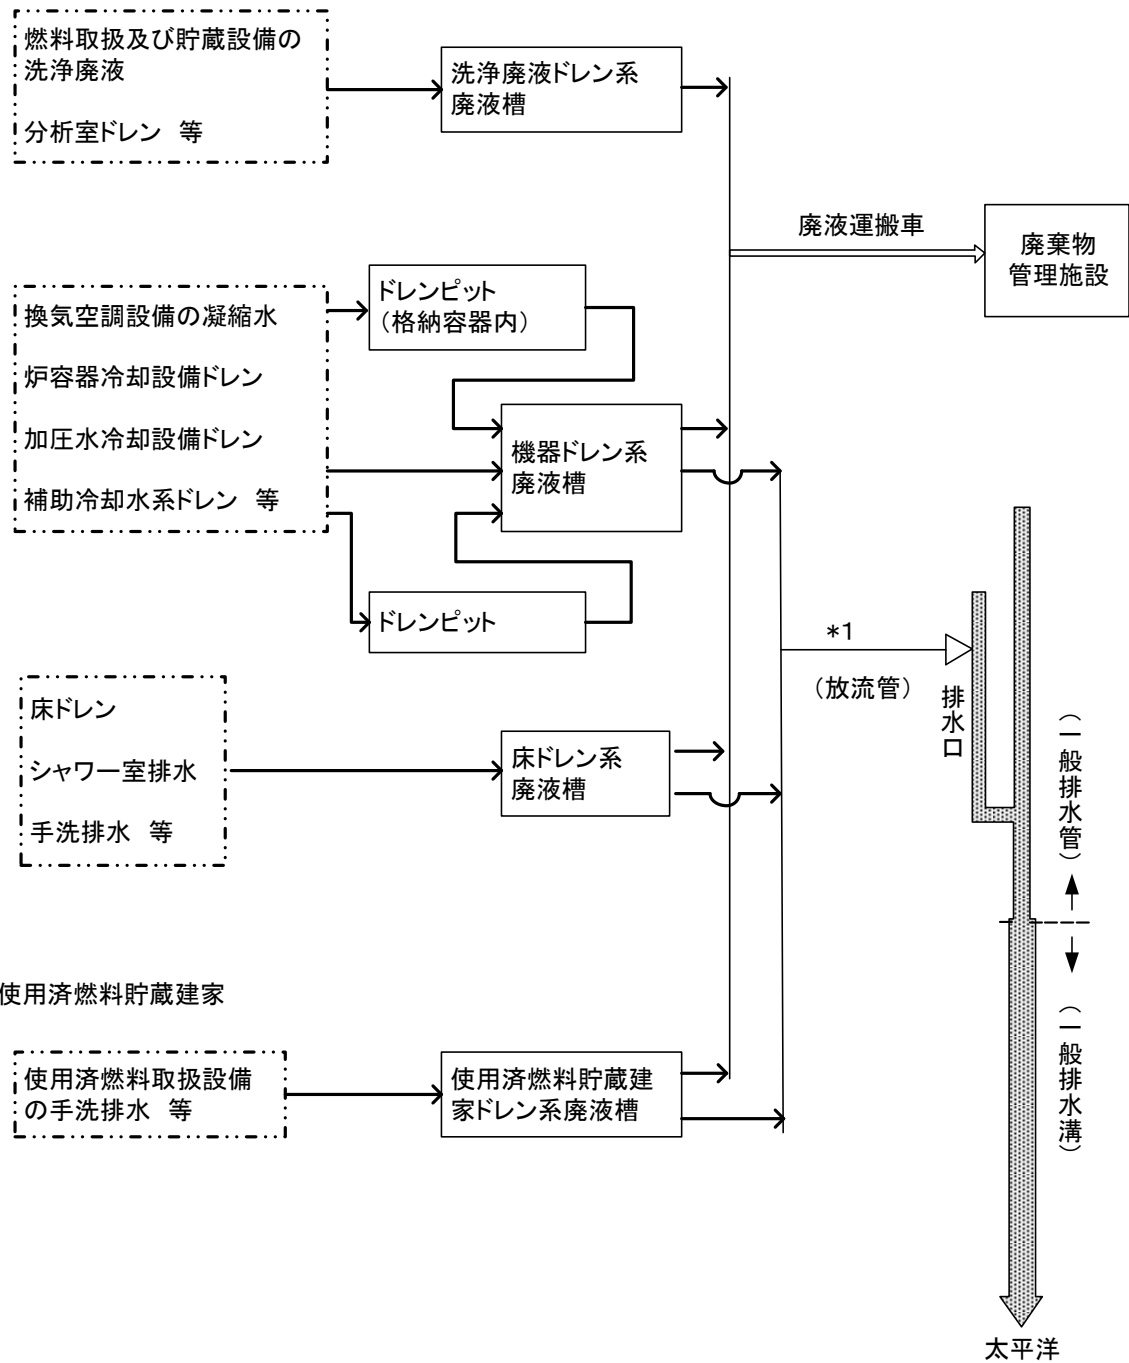 燃料取扱及び貯蔵設備の
洗浄廃液
分析室ドレン 等
洗浄廃液ドレン系
廃液槽
廃液運搬車
廃棄物
管理施設
換気空調設備の凝縮水
炉容器冷却設備ドレン
加圧水冷却設備ドレン
補助冷却水系ドレン 等
ドレンピット
（格納容器内）
機器ドレン系
廃液槽
ドレンピット
*1
（放流管）
排水口
（一般排水管）
床ドレン
シャワー室排水
手洗排水 等
床ドレン系
廃液槽
使用済燃料貯蔵建家
使用済燃料取扱設備
の手洗排水 等
使用済燃料貯蔵建
家ドレン系廃液槽
（一般排水溝）
太平洋